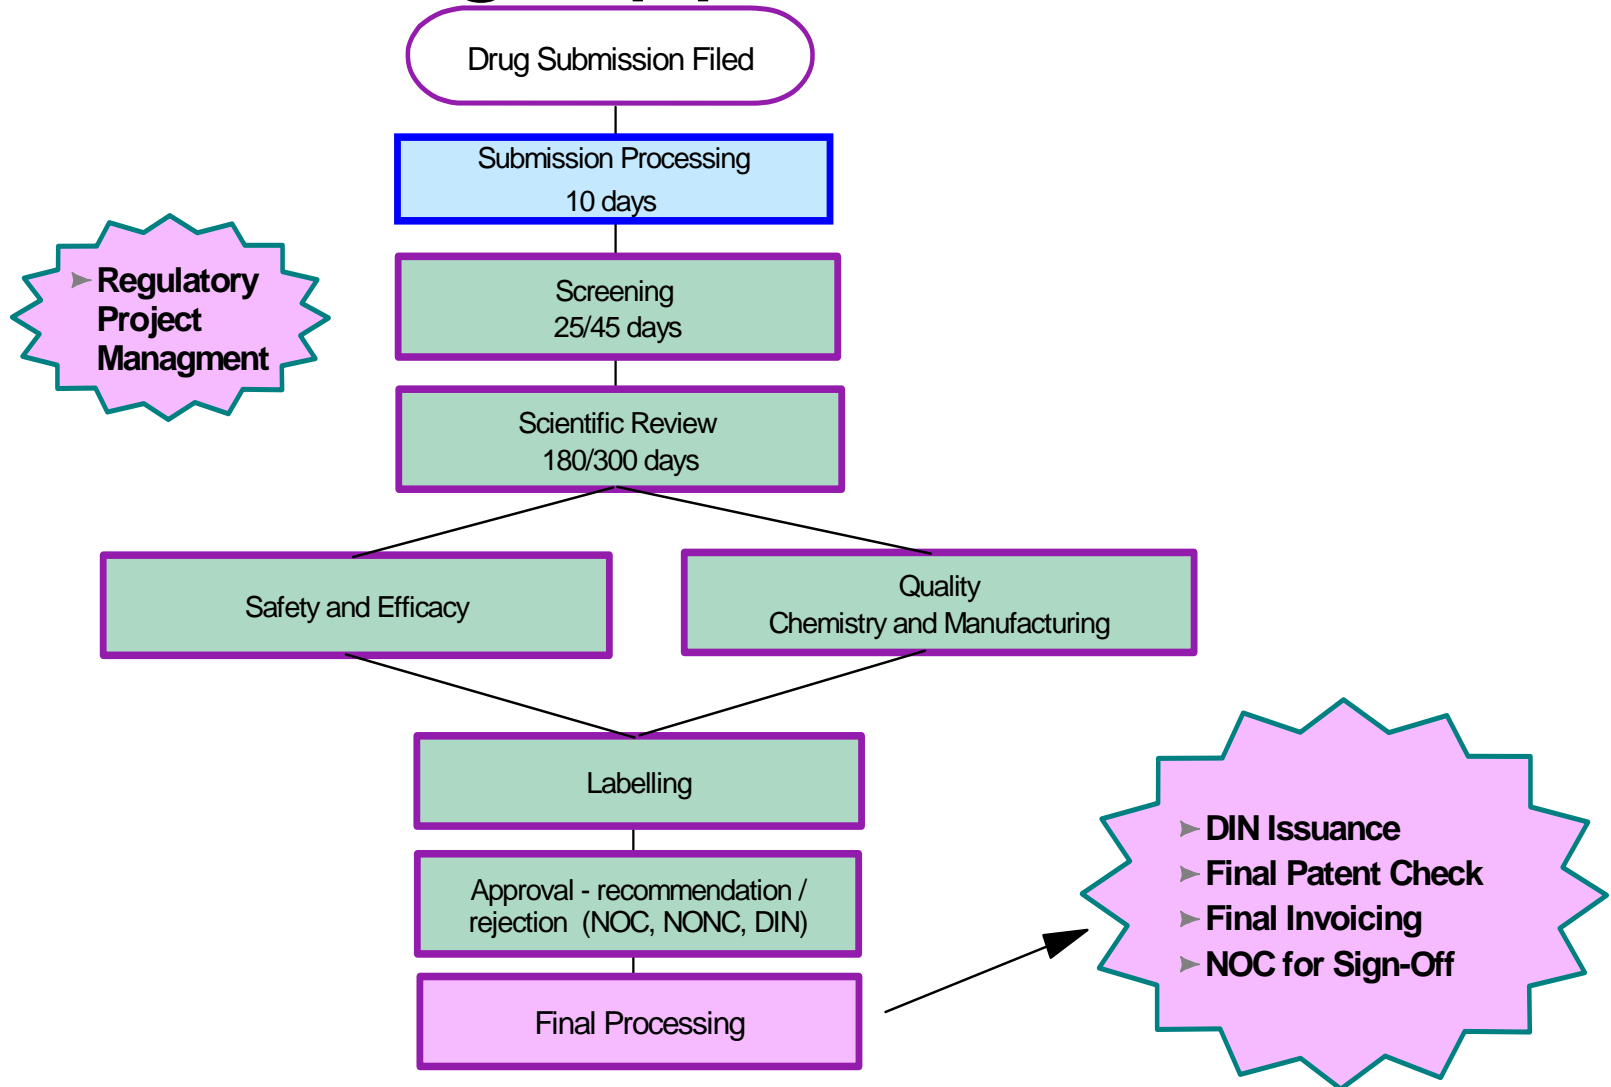 Drug Submission Filed
Submission Processing
10 days
➢ Regulatory
Project
Managment
Screening
25/45 days
Scientific Review
180/300 days
Safety and Efficacy
Quality
Chemistry and Manufacturing
Labelling
Approval - recommendation /
rejection (NOC, NONC, DIN)
Final Processing
➢ DIN Issuance
➢ Final Patent Check
➢ Final Invoicing
➢ NOC for Sign-Off